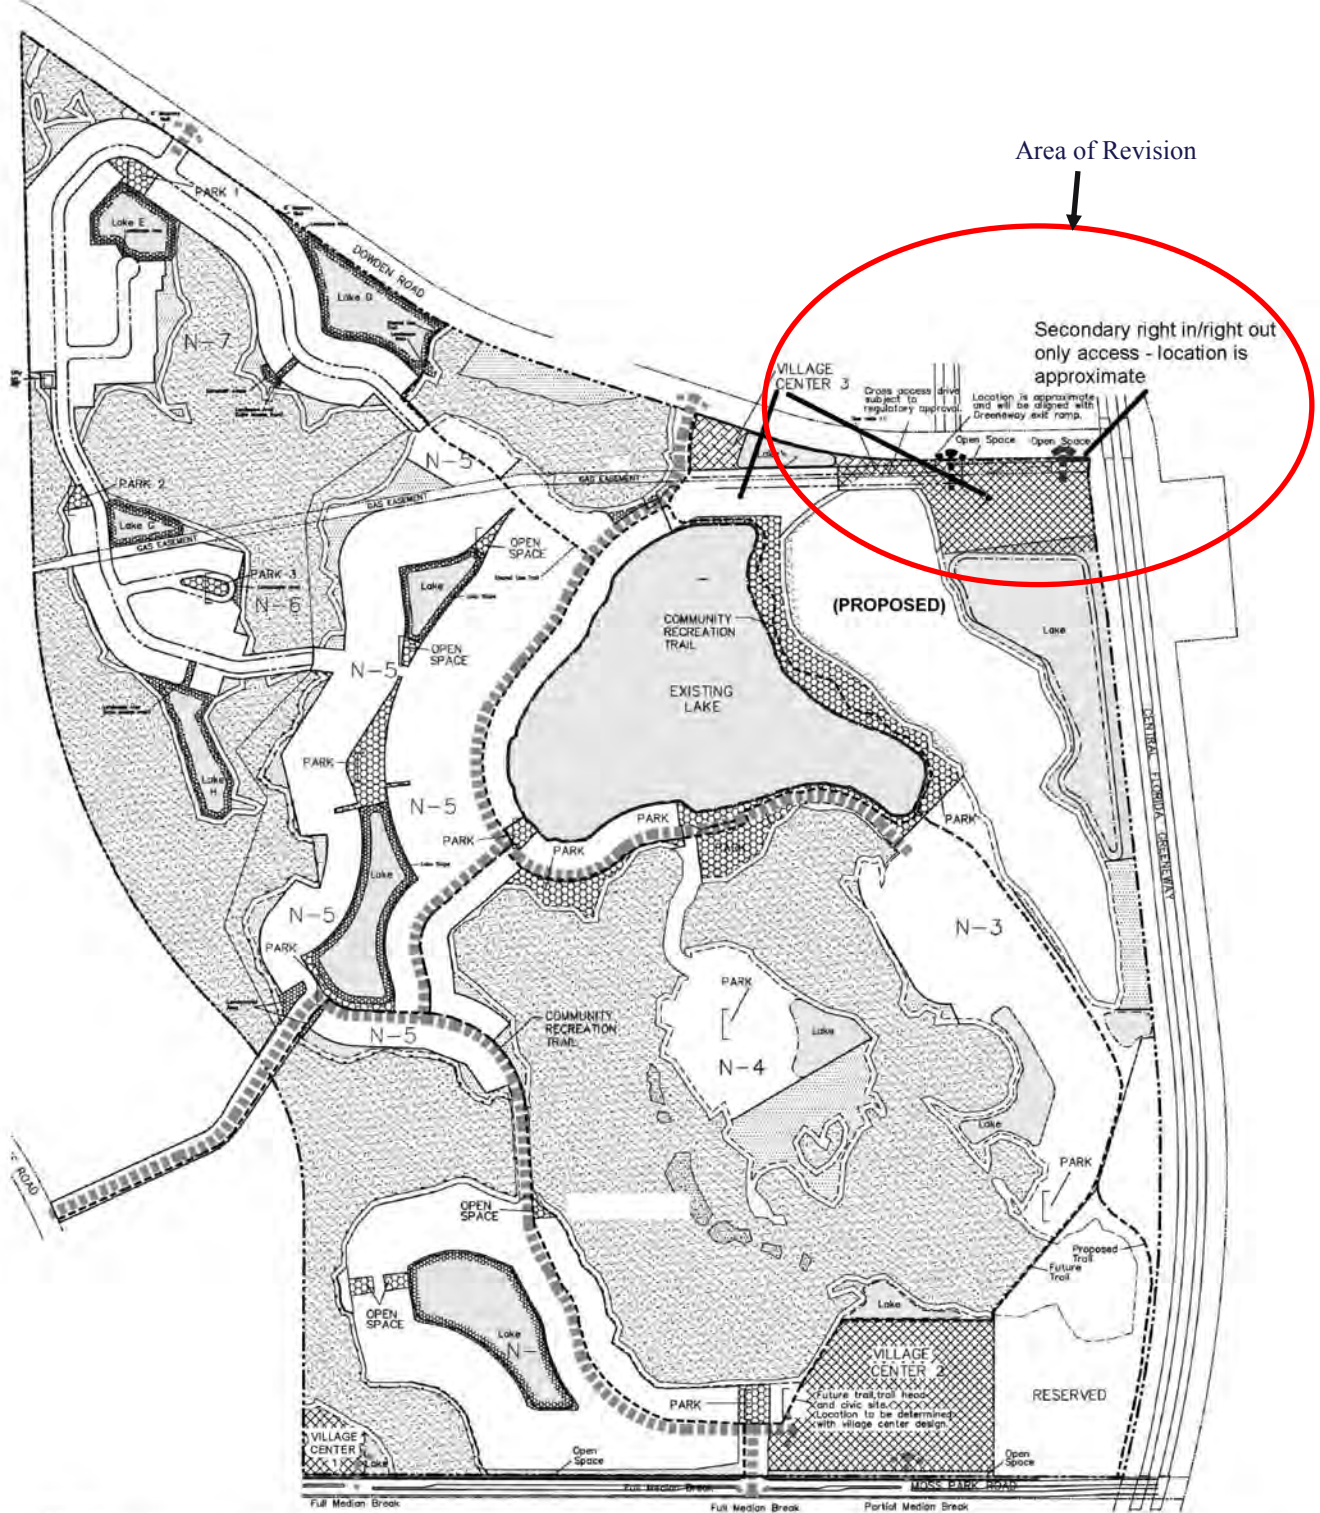 Area of Revision
Secondary right in/right out
only access - location is
approximate
VILLAGE
CENTER 3
Cross access drive
subject to
regulatory approval.
Location is approximate
and will be aligned with
Greeneway exit ramp.
Open Space
Open Space
DOWDEN ROAD
PARK 1
Lake E
Lake D
N-7
N-5
GAS EASEMENT
GAS EASEMENT
PARK 2
Lake G
GAS EASEMENT
PARK-3
N-6
OPEN
SPACE
Lake
OPEN
SPACE
N-5
(PROPOSED)
COMMUNITY
RECREATION
TRAIL
EXISTING
LAKE
Lake
Lake
H
PARK
N-5
PARK
PARK
PARK
PARK
PARK
CENTRAL FLORIDA GREENEWAY
Lake
Lake Slope
N-5
PARK
N-3
PARK
Lake
N-4
N-5
COMMUNITY
RECREATION
TRAIL
Lake
PARK
ROAD
OPEN
SPACE
Proposed
Trail
Future
Trail
OPEN
SPACE
Lake
N-
Lake
VILLAGE
CENTER 2
Future trail, trail head
and civic site.
Location to be determined
with village center design.
RESERVED
PARK
VILLAGE
CENTER
1
Lake
Open
Space
Open
Space
Full Median Break
MOSS PARK ROAD
Full Median Break
Full Median Break
Partial Median Break